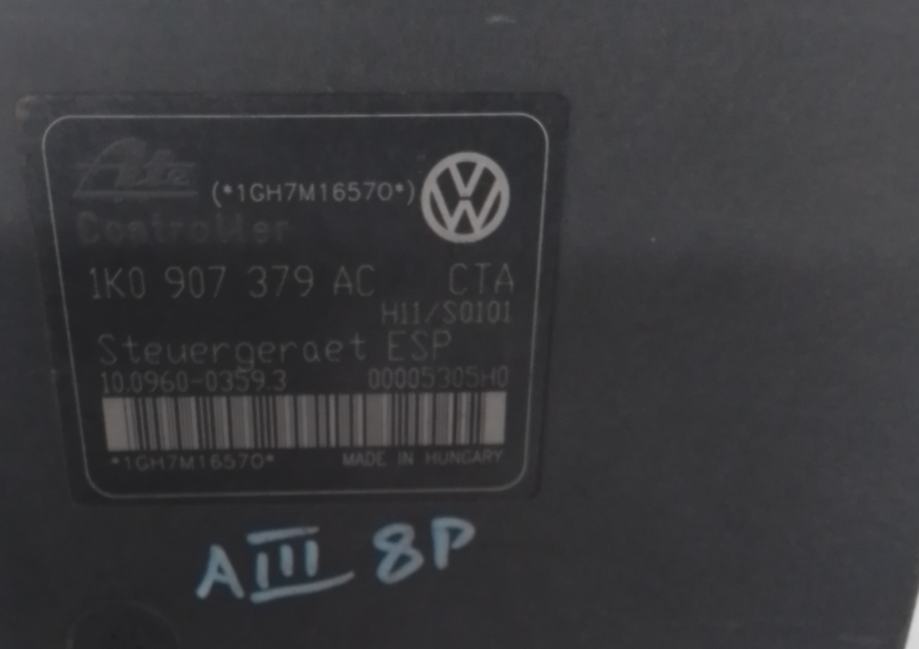 Ate
(*1GH7M16570*)
Controller
1K0 907 379 AC CTA
H11/S0101
Steuergeraet ESP
10.0960-0359.3 00005305H0
*1GH7M16570* MADE IN HUNGARY
AIII 8P